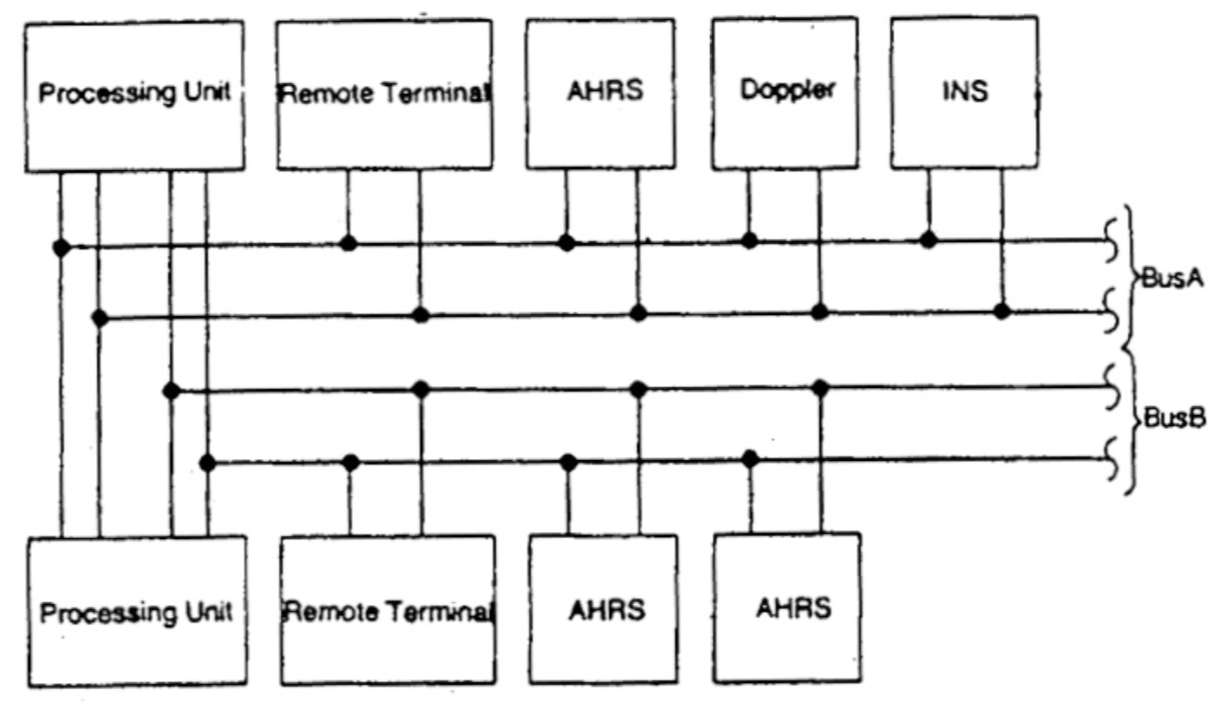 Processing Unit
Remote Terminal
AHRS
Doppler
INS
BusA
BusB
Processing Unit
Remote Terminal
AHRS
AHRS